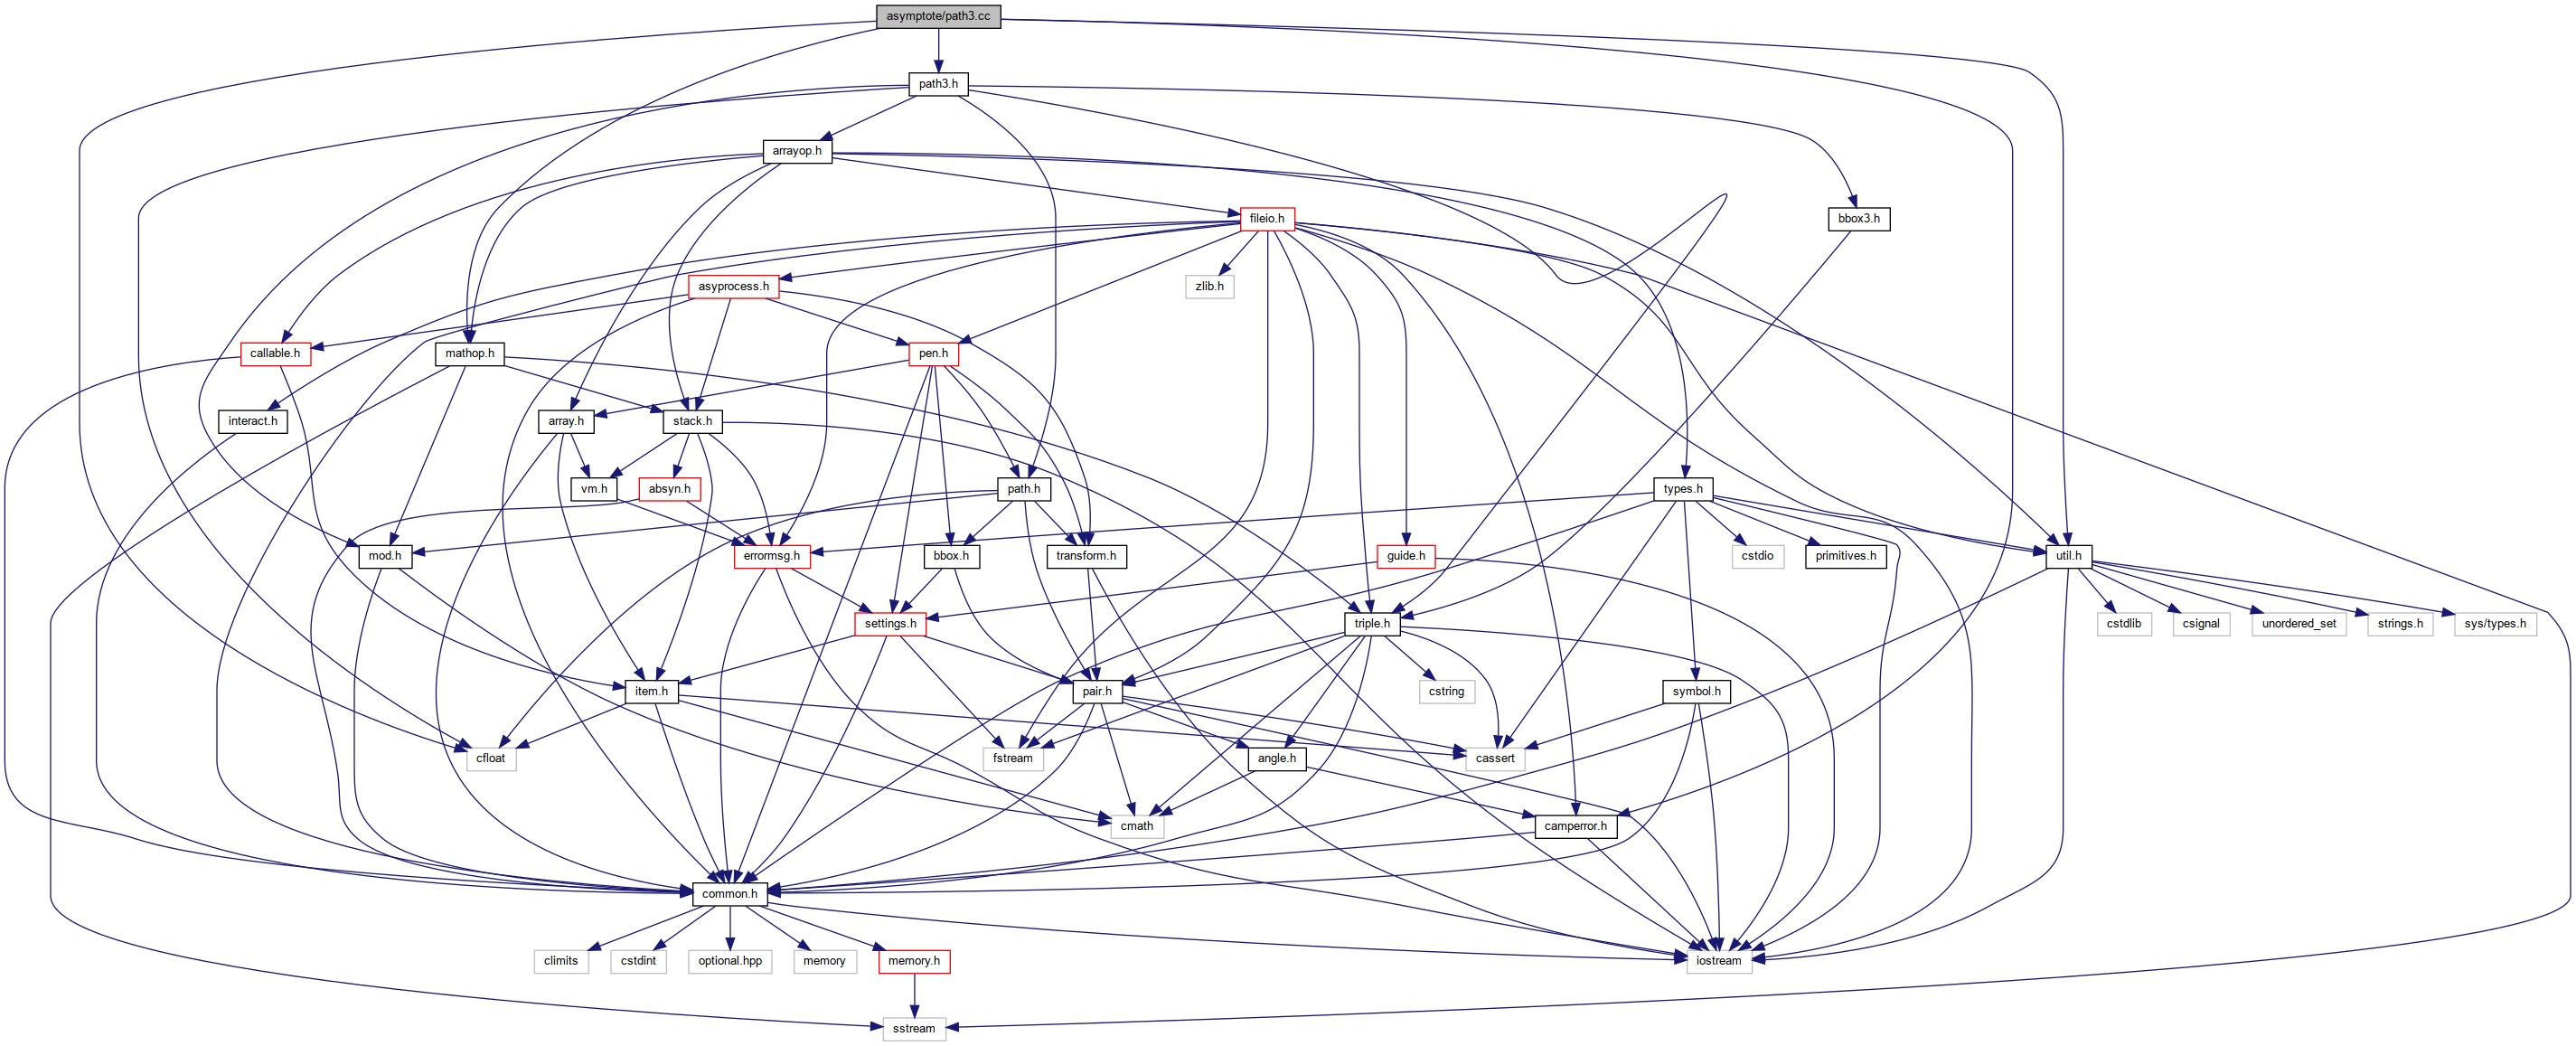 asymptote/path3.cc
path3.h
arrayop.h
fileio.h
bbox3.h
asyprocess.h
zlib.h
callable.h
mathop.h
pen.h
interact.h
array.h
stack.h
vm.h
absyn.h
path.h
types.h
mod.h
errormsg.h
bbox.h
transform.h
guide.h
cstdio
primitives.h
util.h
settings.h
triple.h
cstdlib
csignal
unordered_set
strings.h
sys/types.h
item.h
pair.h
cstring
symbol.h
cfloat
fstream
angle.h
cassert
cmath
camperror.h
common.h
climits
cstdint
optional.hpp
memory
memory.h
iostream
sstream